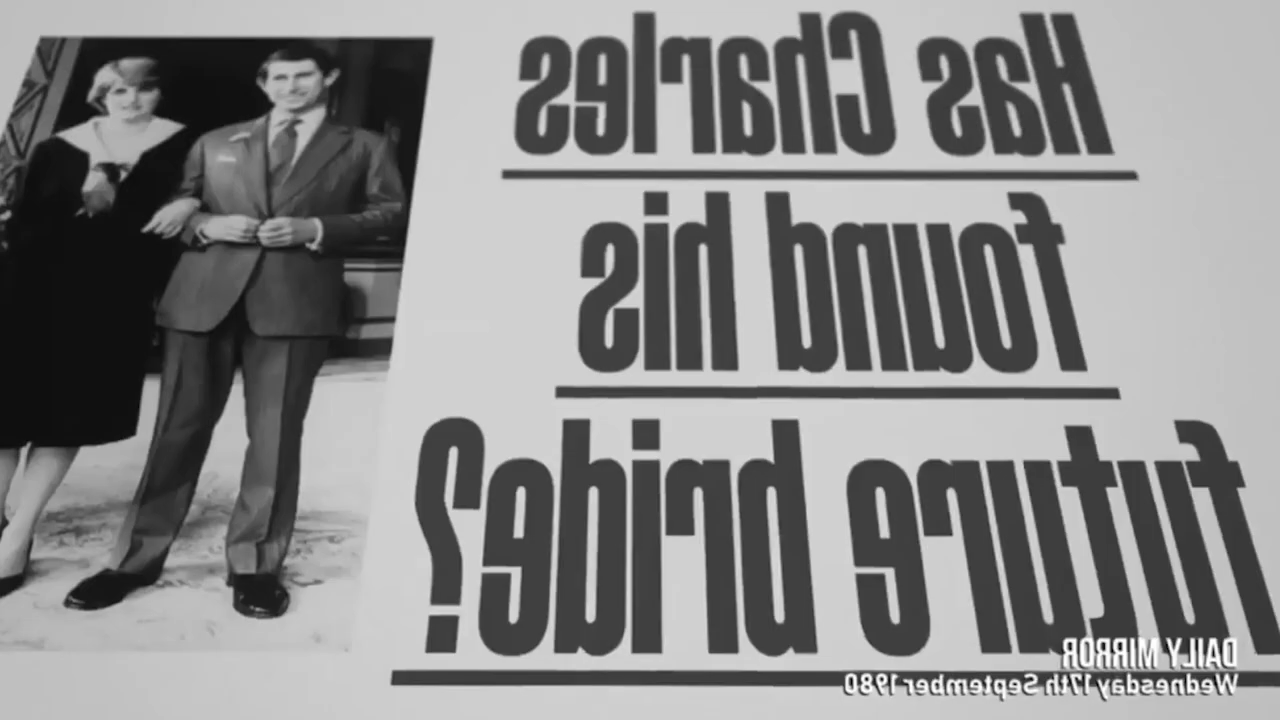 Has Charles
found his
future bride?
DAILY MIRROR
Wednesday 17th September 1980